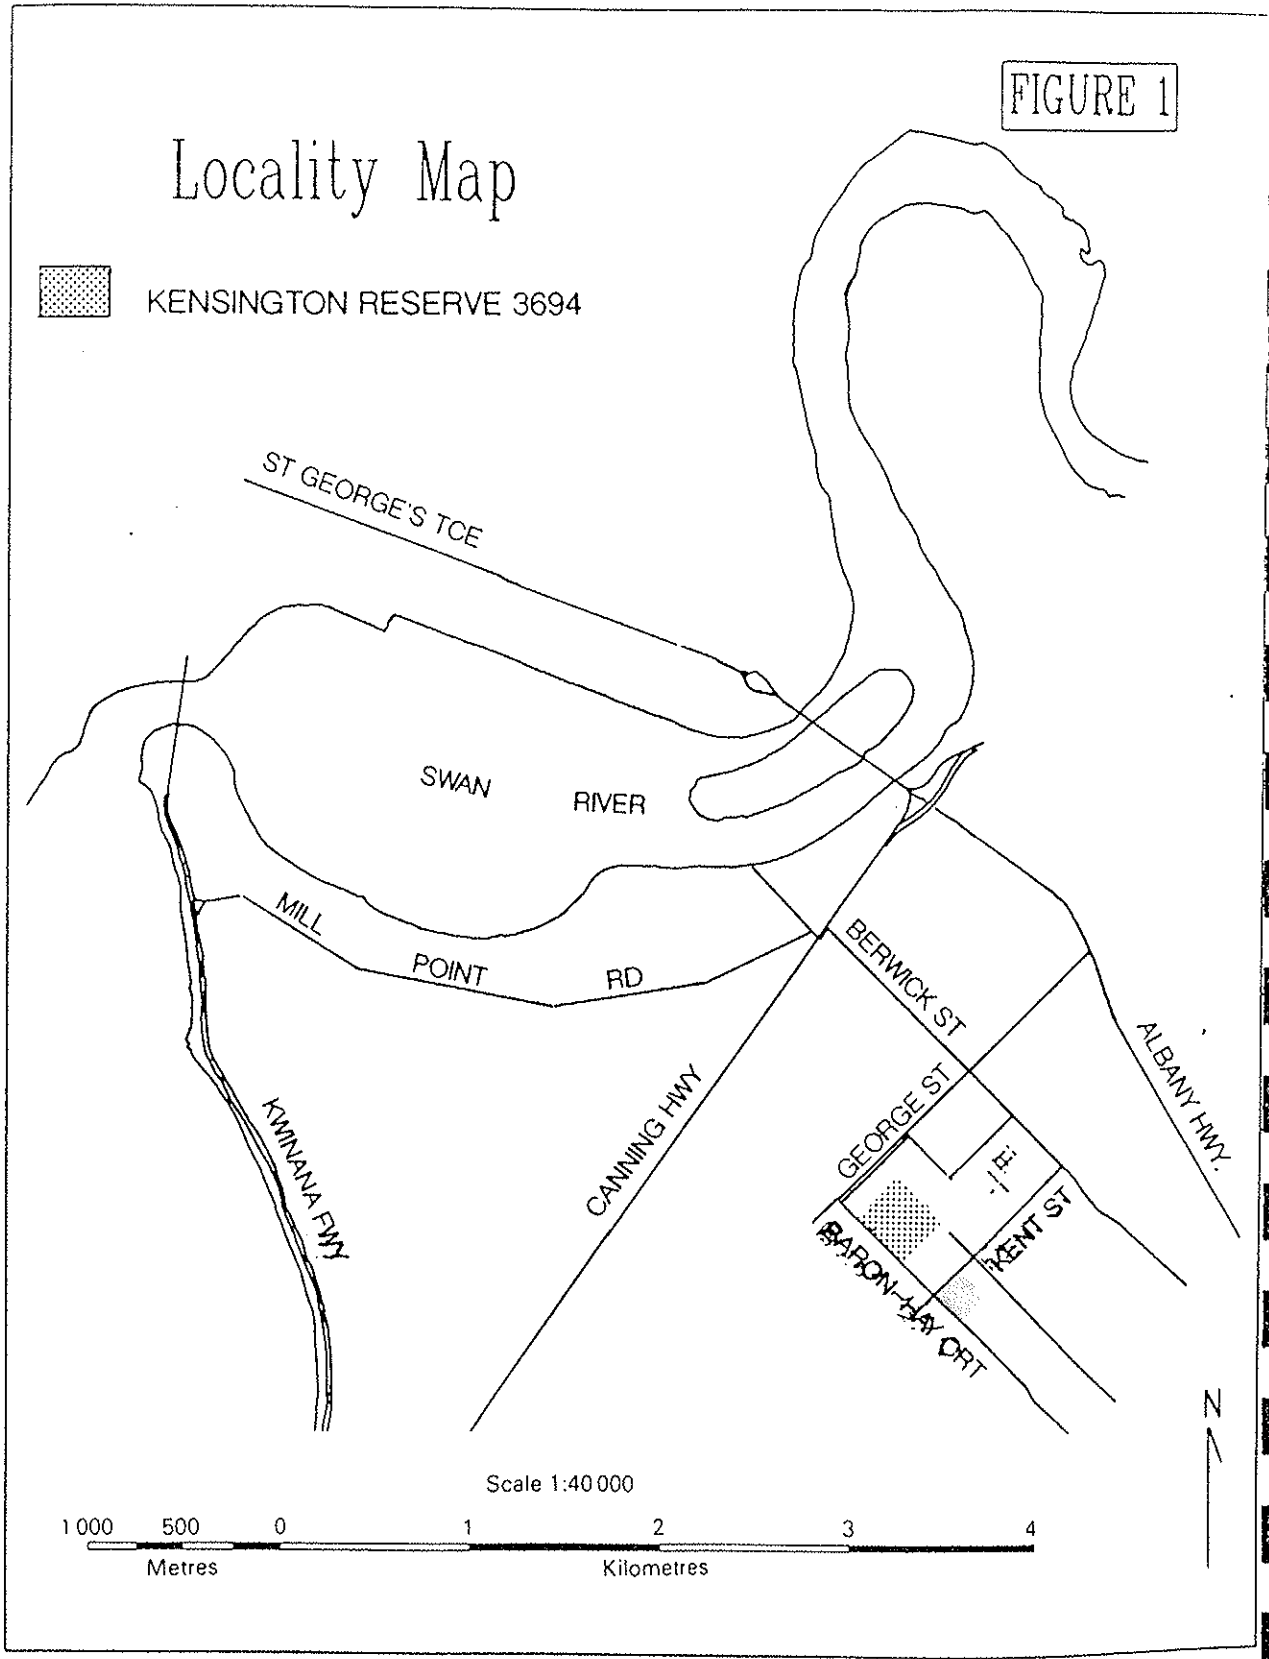 FIGURE 1
Locality Map
KENSINGTON RESERVE 3694
ST GEORGE'S TCE
SWAN RIVER
MILL POINT RD
BERWICK ST
GEORGE ST
CANNING HWY
ALBANY HWY.
KWINANA FWY
KENT ST
BARON-HAY CRT
N
Scale 1:40 000
1 000 500 0 1 2 3 4
Metres Kilometres